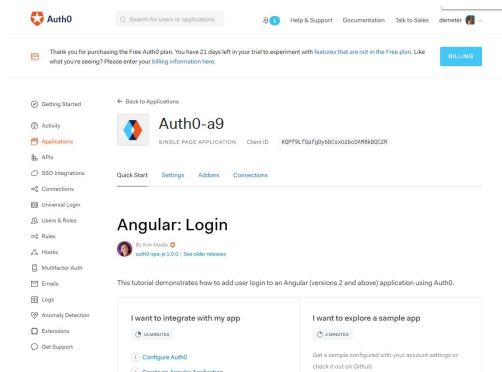 Auth0
Search for users or applications
1
Help & Support
Documentation
Talk to Sales
demeter
Thank you for purchasing the Free Auth0 plan. You have 21 days left in your trial to experiment with features that are not in the Free plan. Like
what you're seeing? Please enter your billing information here.
BILLING
Getting Started
Activity
Applications
APIs
SSO Integrations
Connections
Universal Login
Users & Roles
Rules
Hooks
Multifactor Auth
Emails
Logs
Anomaly Detection
Extensions
Get Support
← Back to Applications
Auth0-a9
SINGLE PAGE APPLICATION
Client ID
Quick Start
Settings
Addons
Connections
Angular: Login
By Kim Maida
auth0-spa-js 1.0.0 | See older releases
This tutorial demonstrates how to add user login to an Angular (versions 2 and above) application using Auth0.
I want to integrate with my app
15 MINUTES
1 Configure Auth0
2 Create an Angular Application
I want to explore a sample app
2 MINUTES
Get a sample configured with your account settings or
check it out on Github.